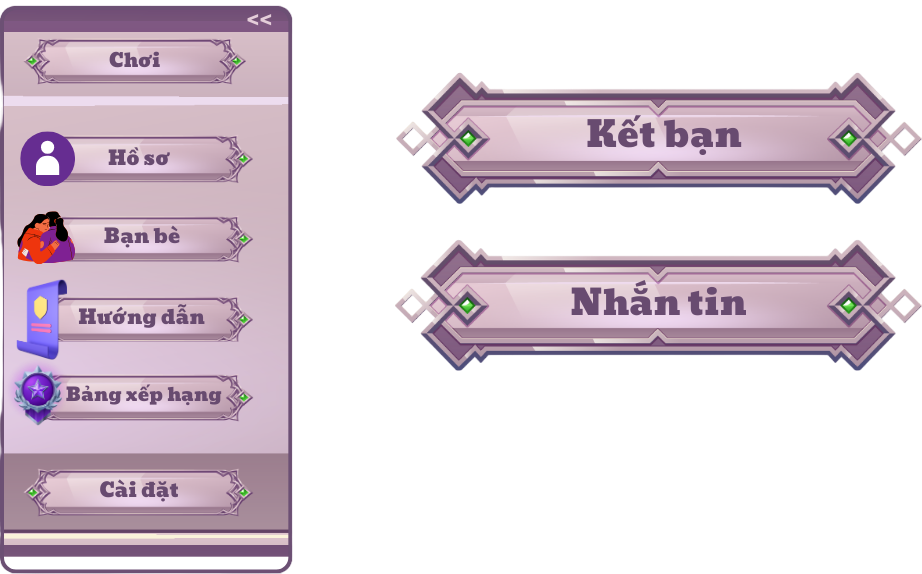 <<
Chơi
Hồ sơ
Bạn bè
Hướng dẫn
Bảng xếp hạng
Cài đặt
Kết bạn
Nhắn tin